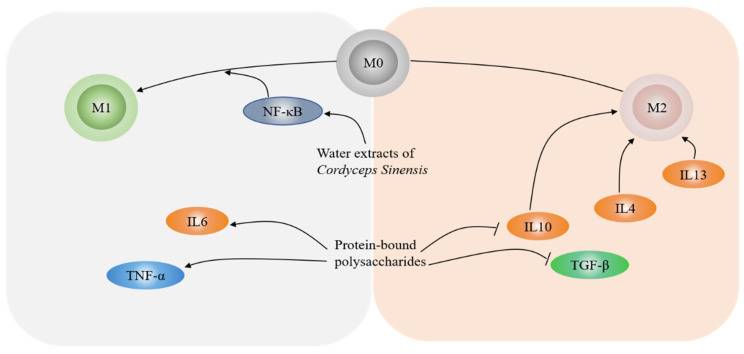 M0
M1
M2
NF-κB
Water extracts of
Cordyceps Sinensis
IL13
IL4
IL6
IL10
Protein-bound
polysaccharides
TNF-α
TGF-β